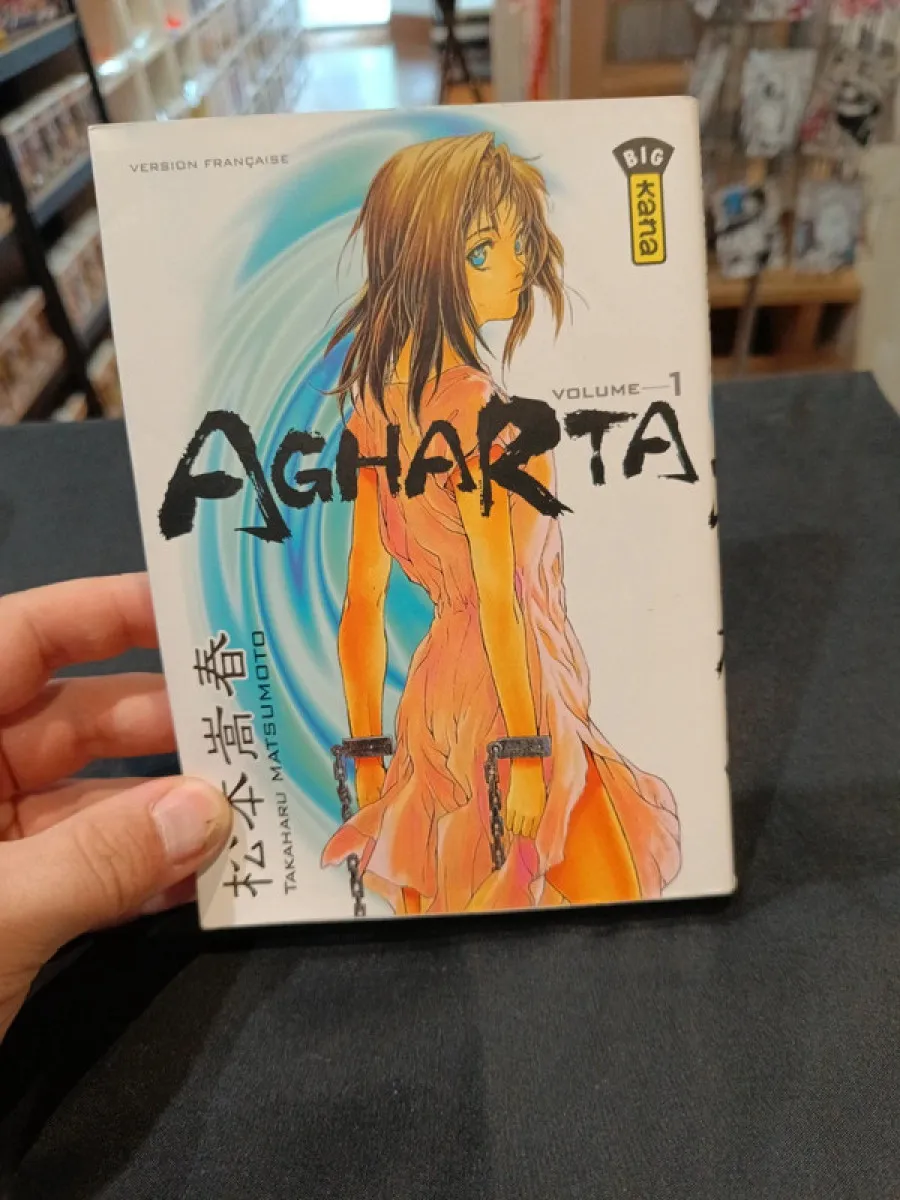 VERSION FRANÇAISE
BIG
kana
VOLUME—1
AGHARTA
松本嵩春
TAKAHARU MATSUMOTO